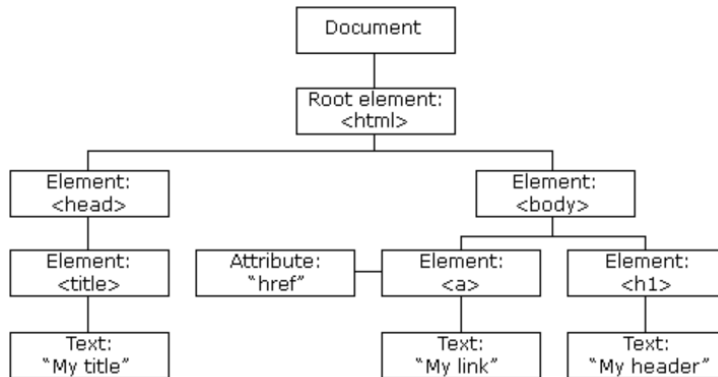 Document
Root element:
<html>
Element:
<head>
Element:
<body>
Element:
<title>
Attribute:
“href”
Element:
<a>
Element:
<h1>
Text:
“My title”
Text:
“My link”
Text:
“My header”